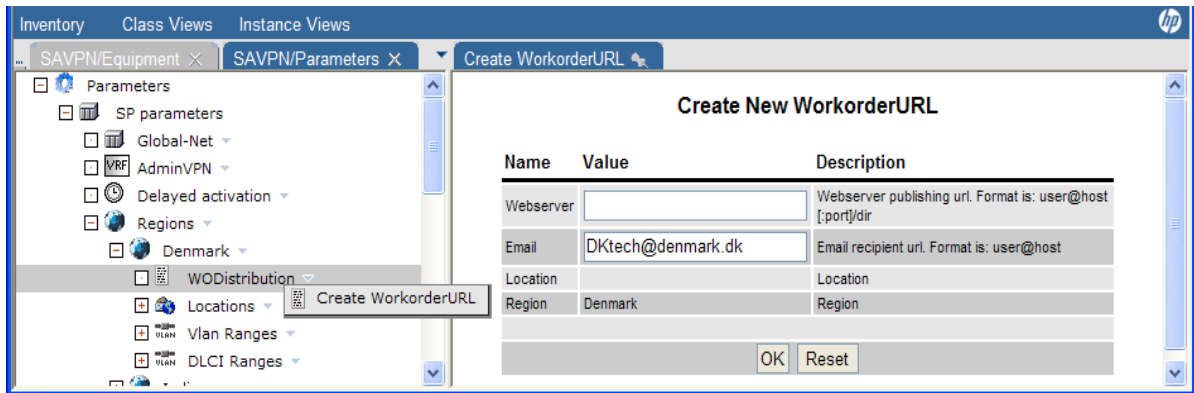 Inventory Class Views Instance Views
hp
... SAVPN/Equipment SAVPN/Parameters Create WorkorderURL
Parameters
SP parameters
Global-Net
VRF AdminVPN
Delayed activation
Regions
Denmark
WODistribution
Create WorkorderURL
Locations
VLAN Vlan Ranges
VLAN DLCI Ranges
Create New WorkorderURL
Name Value Description
Webserver Webserver publishing url. Format is: user@host
[:port]/dir
Email DKtech@denmark.dk Email recipient url. Format is: user@host
Location Location
Region Denmark Region
OK Reset